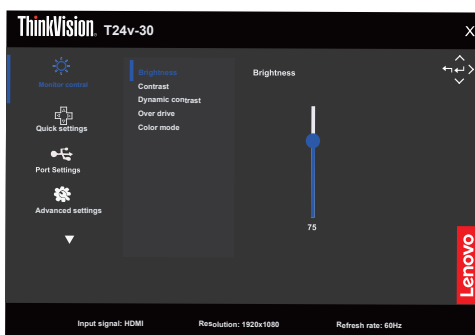 ThinkVision. T24v-30
X
Monitor control
Quick settings
Port Settings
Advanced settings
Brightness
Contrast
Dynamic contrast
Over drive
Color mode
Brightness
75
Lenovo
Input signal: HDMI Resolution: 1920x1080 Refresh rate: 60Hz